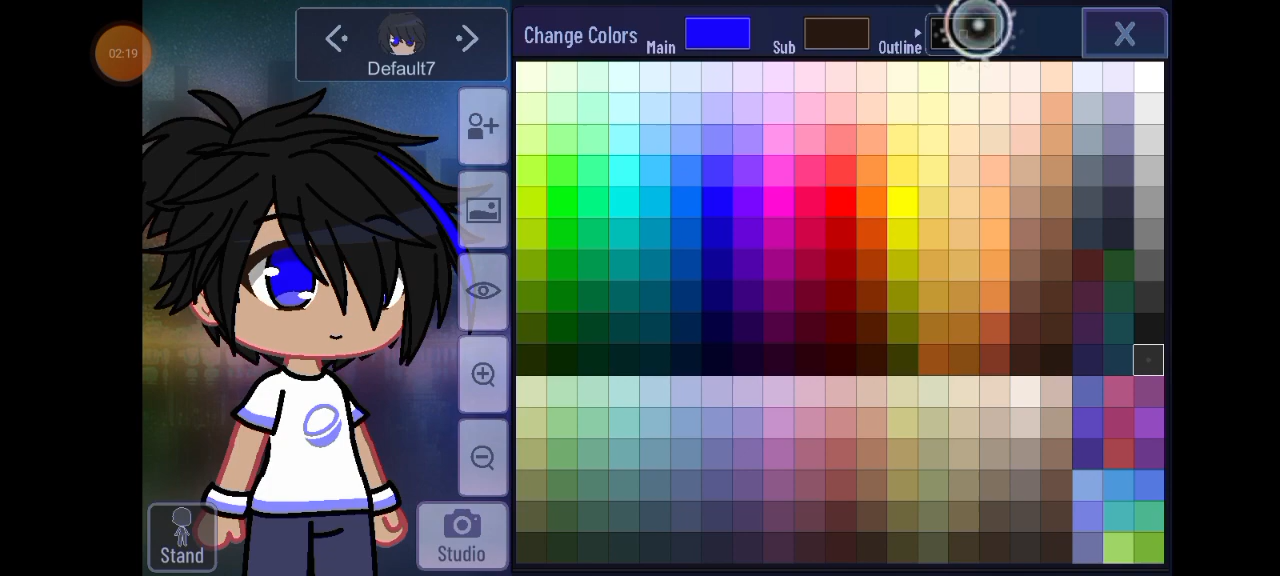 02:19
Default7
Change Colors
Main
Sub
Outline
X
Stand
Studio